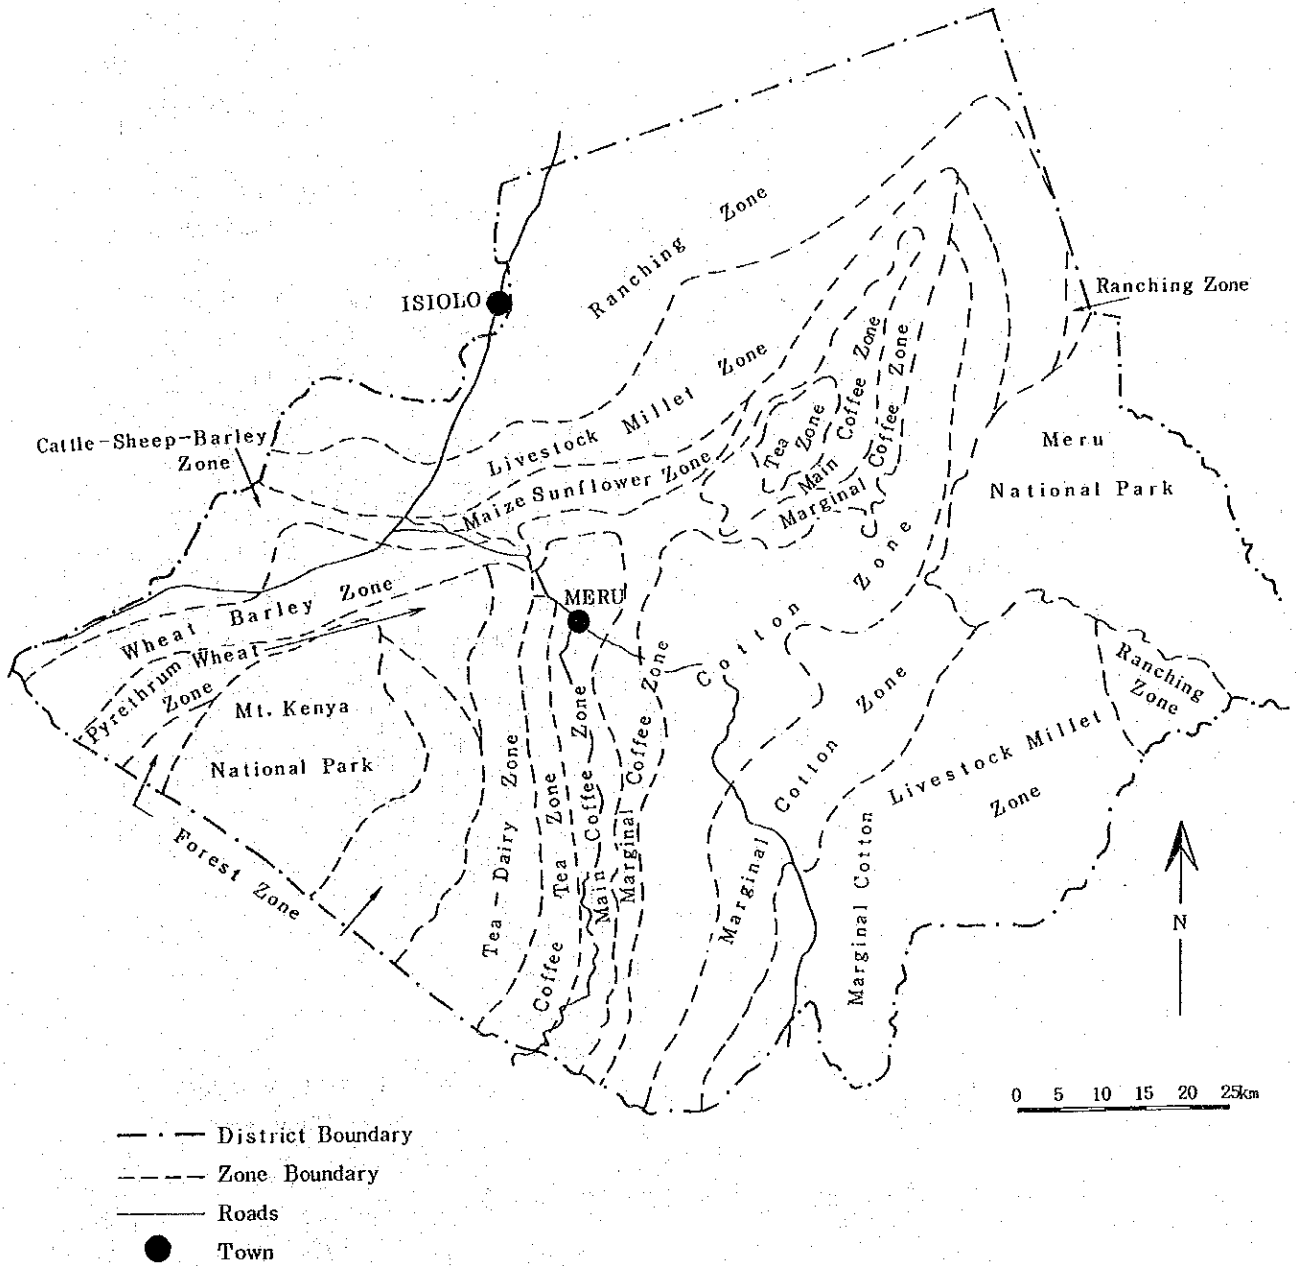 Ranching Zone
ISIOLO
Ranching Zone
Livestock Millet Zone
Cattle-Sheep-Barley
Zone
Maize Sunflower Zone
Tea
Zone
Main Coffee Zone
Marginal Coffee Zone
Meru
National Park
Wheat Barley Zone
MERU
Cotton Zone
Pyrethrum Wheat
Zone
Mt. Kenya
National Park
Forest Zone
Tea-Dairy Zone
Coffee Tea Zone
Main Coffee Zone
Marginal Coffee Zone
Marginal Cotton Zone
Marginal Cotton
Livestock Millet
Zone
Ranching
Zone
N
0 5 10 15 20 25km
District Boundary
Zone Boundary
Roads
Town